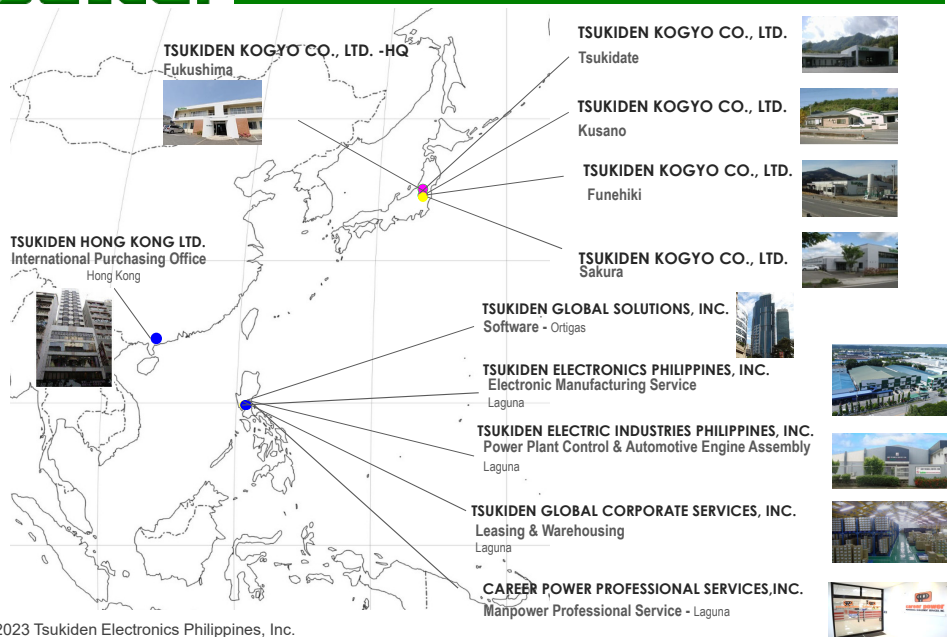 TSUKIDEN KOGYO CO., LTD. -HQ
Fukushima
TSUKIDEN KOGYO CO., LTD.
Tsukidate
TSUKIDEN KOGYO CO., LTD.
Kusano
TSUKIDEN KOGYO CO., LTD.
Funehiki
TSUKIDEN HONG KONG LTD.
International Purchasing Office
Hong Kong
TSUKIDEN KOGYO CO., LTD.
Sakura
TSUKIDEN GLOBAL SOLUTIONS, INC.
Software - Ortigas
TSUKIDEN ELECTRONICS PHILIPPINES, INC.
Electronic Manufacturing Service
Laguna
TSUKIDEN ELECTRIC INDUSTRIES PHILIPPINES, INC.
Power Plant Control & Automotive Engine Assembly
Laguna
TSUKIDEN GLOBAL CORPORATE SERVICES, INC.
Leasing & Warehousing
Laguna
CAREER POWER PROFESSIONAL SERVICES,INC.
Manpower Professional Service - Laguna
career power
2023 Tsukiden Electronics Philippines, Inc.